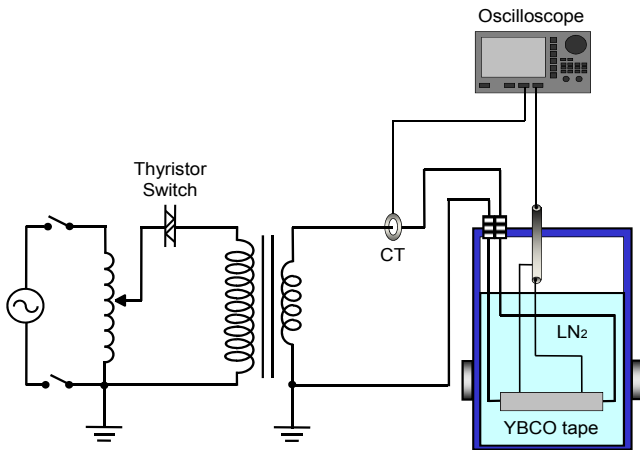 Oscilloscope
Thyristor
Switch
CT
LN₂
YBCO tape